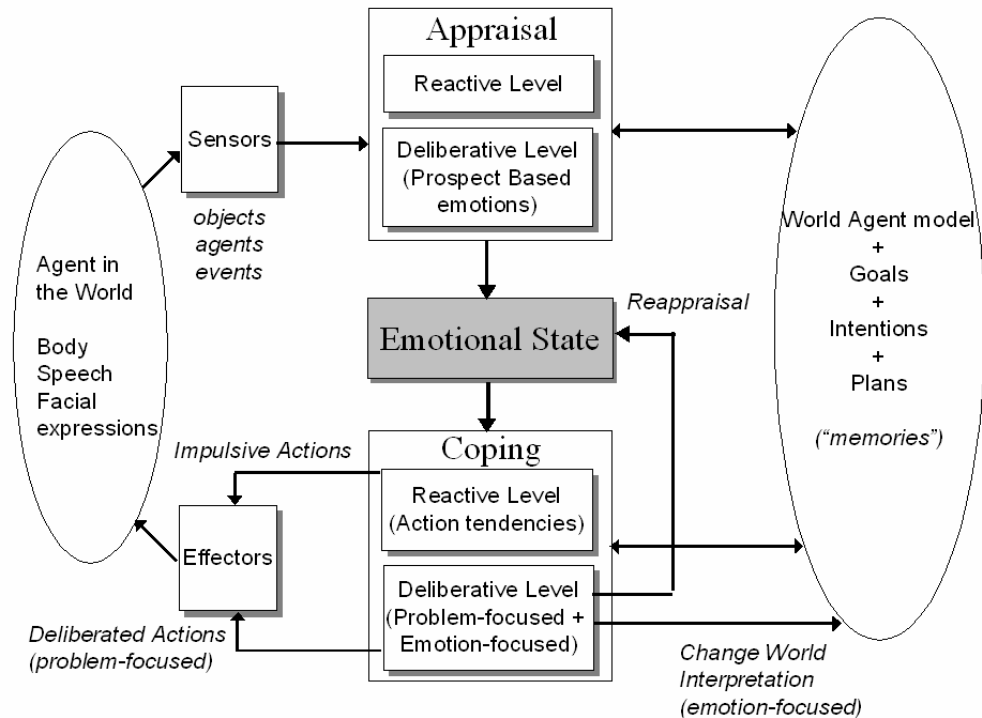 Appraisal
Reactive Level
Deliberative Level
(Prospect Based
emotions)
Sensors
objects
agents
events
Agent in
the World
Body
Speech
Facial
expressions
World Agent model
+
Goals
+
Intentions
+
Plans
(“memories”)
Reappraisal
Emotional State
Impulsive Actions
Coping
Reactive Level
(Action tendencies)
Effectors
Deliberative Level
(Problem-focused +
Emotion-focused)
Deliberated Actions
(problem-focused)
Change World
Interpretation
(emotion-focused)